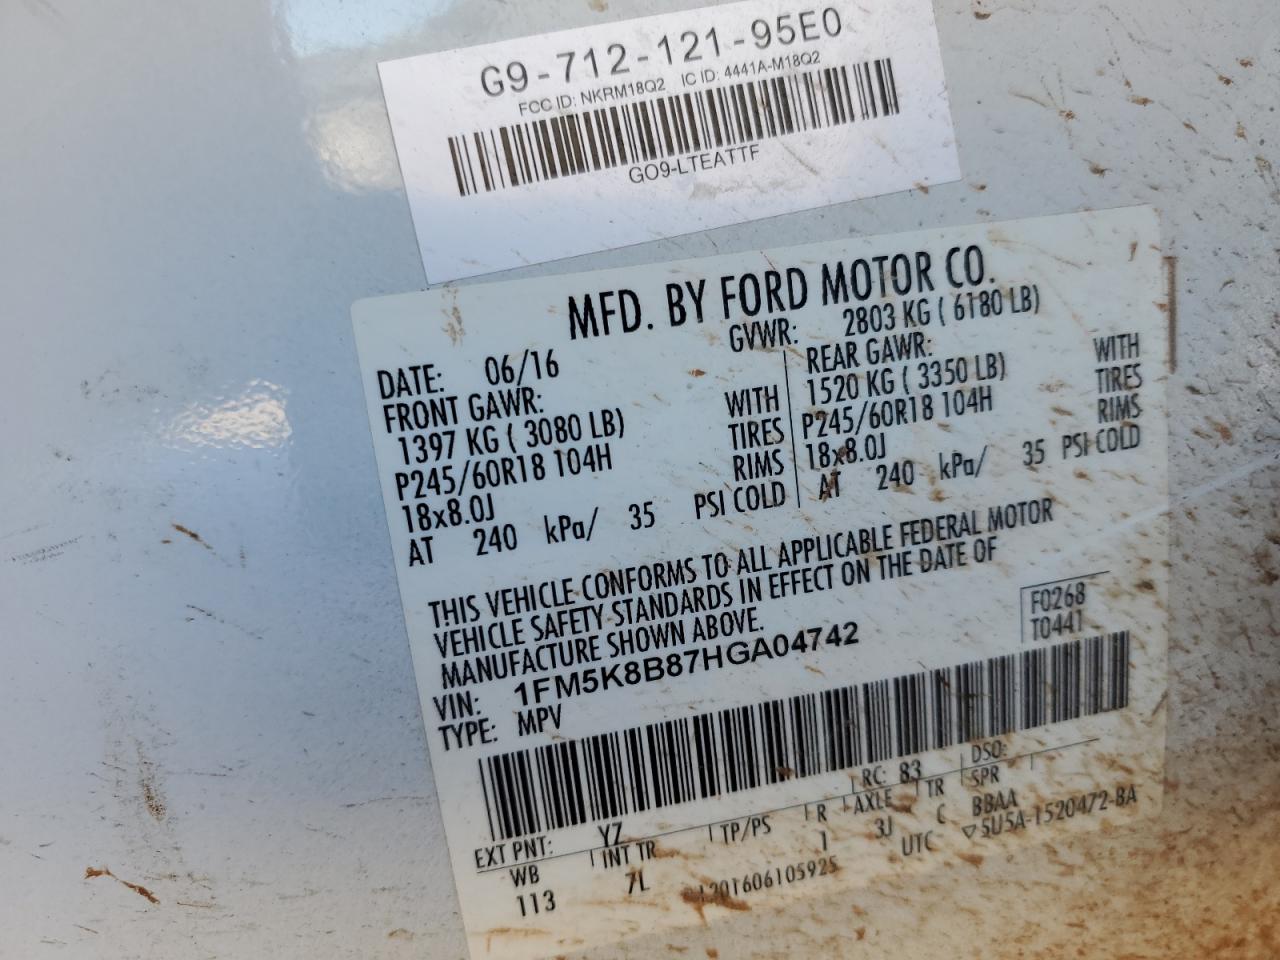 G9-712-121-95E0
FCC ID: NKRM18Q2 IC ID: 4441A-M18Q2
GO9-LTEATTF
MFD. BY FORD MOTOR CO.
DATE: 06/16 GVWR: 2803 KG ( 6180 LB)
FRONT GAWR: REAR GAWR:
1397 KG ( 3080 LB) WITH 1520 KG ( 3350 LB) WITH
P245/60R18 104H TIRES P245/60R18 104H TIRES
18x8.0J RIMS 18x8.0J RIMS
AT 240 kPa/ 35 PSI COLD AT 240 kPa/ 35 PSI COLD
THIS VEHICLE CONFORMS TO ALL APPLICABLE FEDERAL MOTOR
VEHICLE SAFETY STANDARDS IN EFFECT ON THE DATE OF
MANUFACTURE SHOWN ABOVE.
F0268
VIN: 1FM5K8B87HGA04742 T0441
TYPE: MPV
EXT PNT: YZ RC: 83 DSO:
WB INT TR TP/PS R AXLE TR SPR
113 7L 1 3J C BBAA
1201606105925 UTC ▽5U5A-1520472-BA